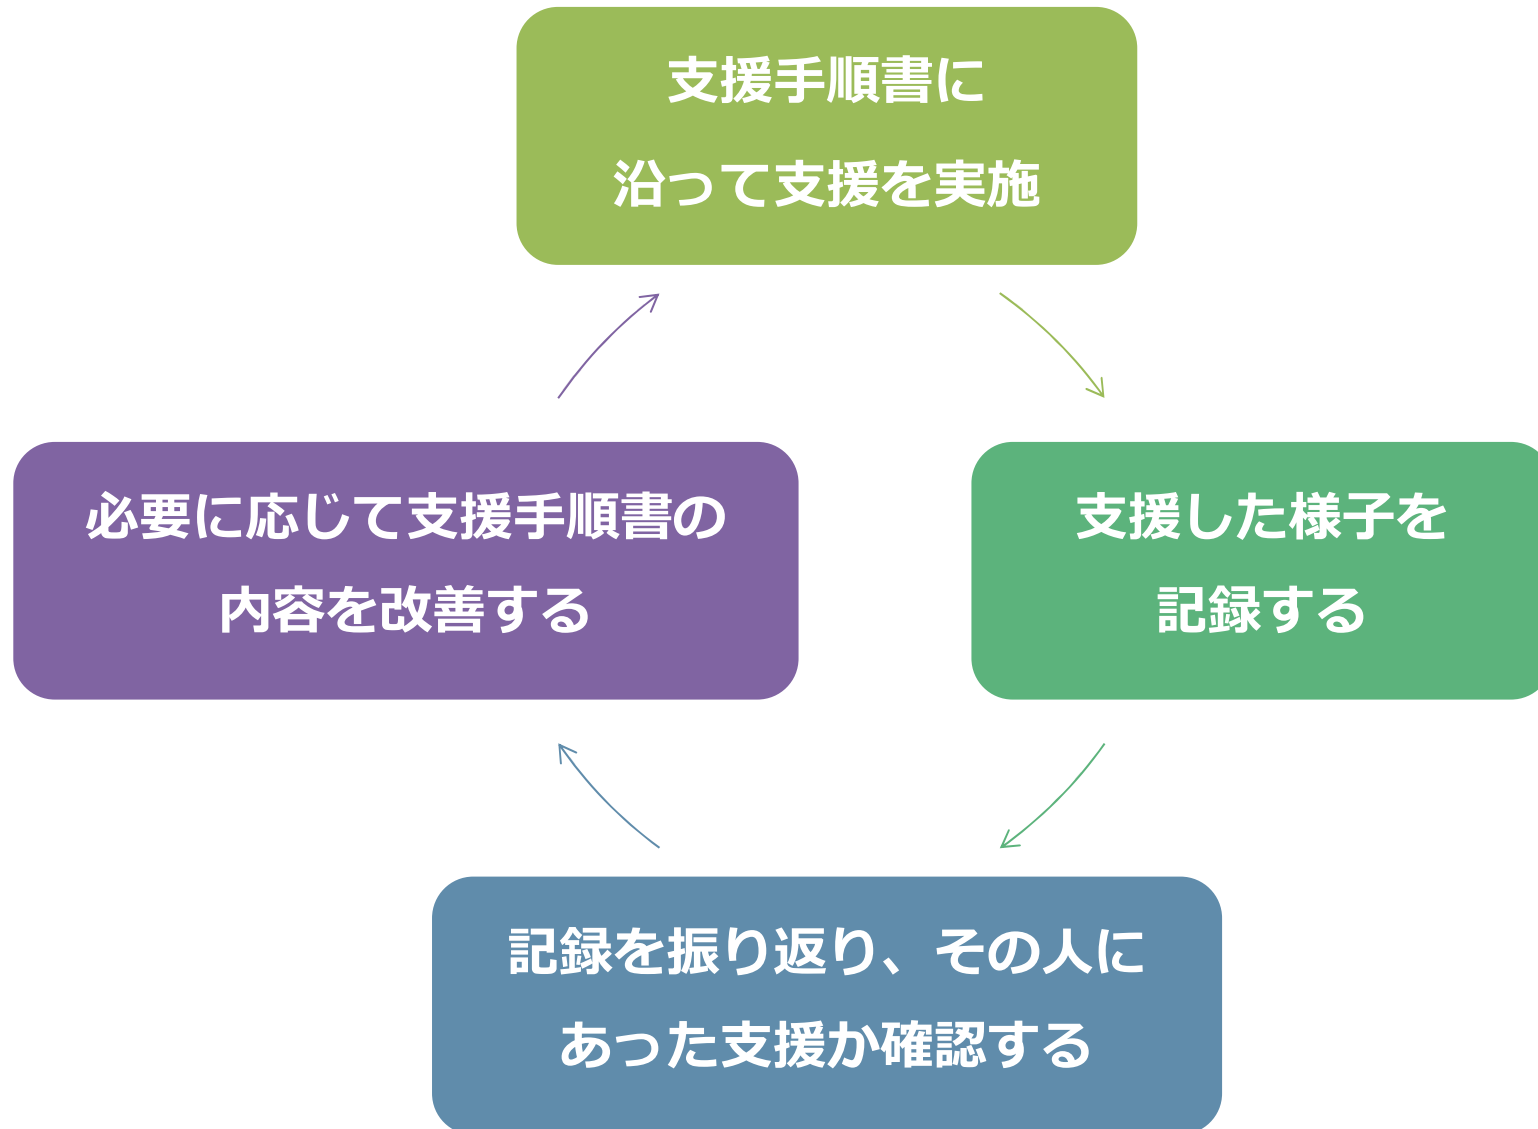 支援手順書に
沿って支援を実施
必要に応じて支援手順書の
内容を改善する
支援した様子を
記録する
記録を振り返り、その人に
あった支援か確認する